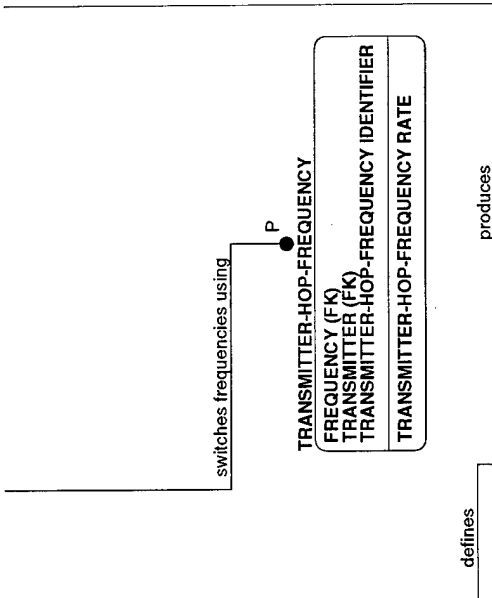 switches frequencies using
P
TRANSMITTER-HOP-FREQUENCY
FREQUENCY (FK)
TRANSMITTER (FK)
TRANSMITTER-HOP-FREQUENCY IDENTIFIER
TRANSMITTER-HOP-FREQUENCY RATE
defines
produces